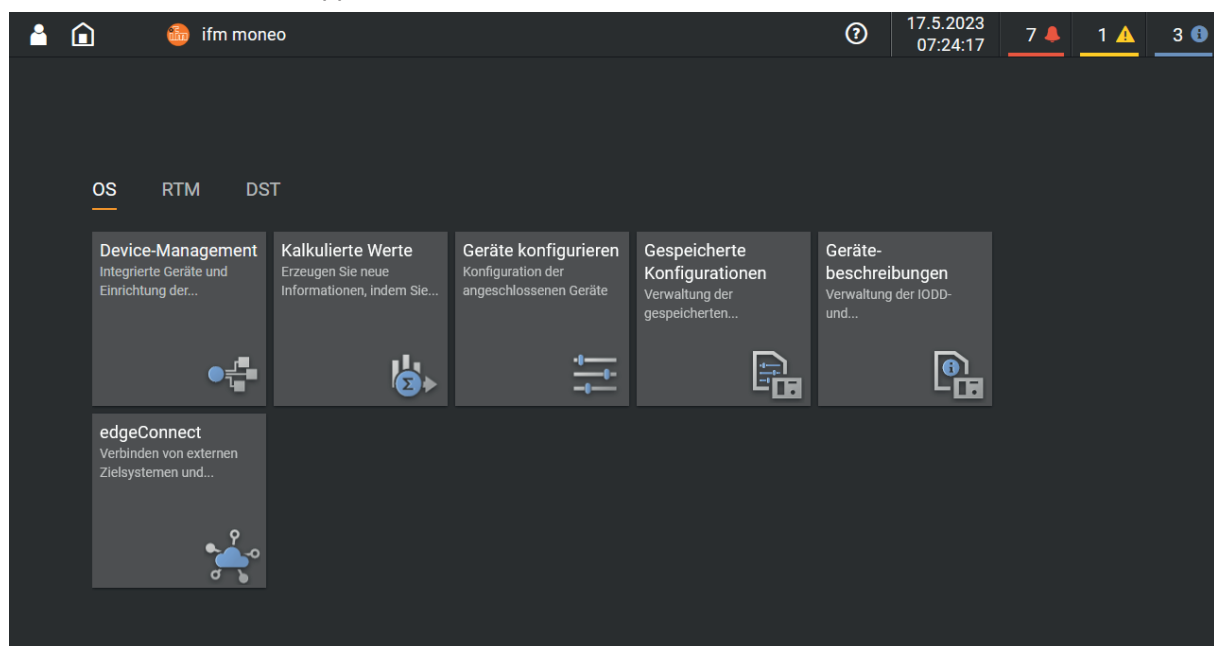 ifm moneo
17.5.2023
07:24:17
7
1
3
OS RTM DST
Device-Management
Integrierte Geräte und
Einrichtung der...
Kalkulierte Werte
Erzeugen Sie neue
Informationen, indem Sie...
Geräte konfigurieren
Konfiguration der
angeschlossenen Geräte
Gespeicherte
Konfigurationen
Verwaltung der
gespeicherten...
Geräte-
beschreibungen
Verwaltung der IODD-
und...
edgeConnect
Verbinden von externen
Zielsystemen und...